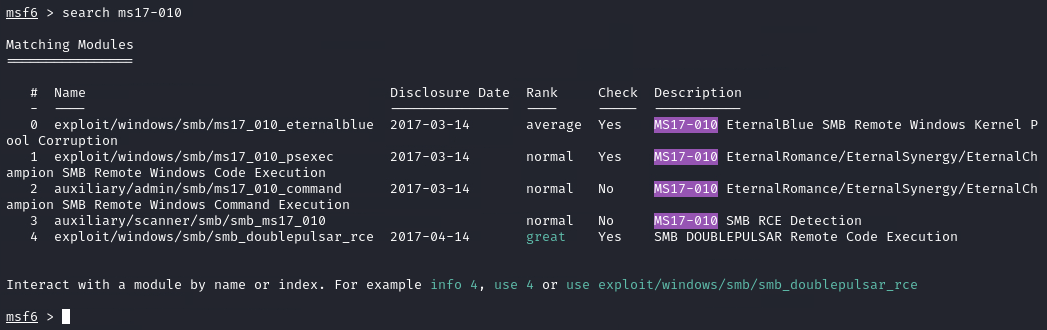 msf6 > search ms17-010
Matching Modules
================
#  Name                                      Disclosure Date  Rank     Check  Description
-  ----                                      ---------------  ----     -----  -----------
0  exploit/windows/smb/ms17_010_eternalblue  2017-03-14       average  Yes    MS17-010 EternalBlue SMB Remote Windows Kernel P
ool Corruption
1  exploit/windows/smb/ms17_010_psexec       2017-03-14       normal   Yes    MS17-010 EternalRomance/EternalSynergy/EternalCh
ampion SMB Remote Windows Code Execution
2  auxiliary/admin/smb/ms17_010_command      2017-03-14       normal   No     MS17-010 EternalRomance/EternalSynergy/EternalCh
ampion SMB Remote Windows Command Execution
3  auxiliary/scanner/smb/smb_ms17_010                         normal   No     MS17-010 SMB RCE Detection
4  exploit/windows/smb/smb_doublepulsar_rce  2017-04-14       great    Yes    SMB DOUBLEPULSAR Remote Code Execution
Interact with a module by name or index. For example info 4, use 4 or use exploit/windows/smb/smb_doublepulsar_rce
msf6 >